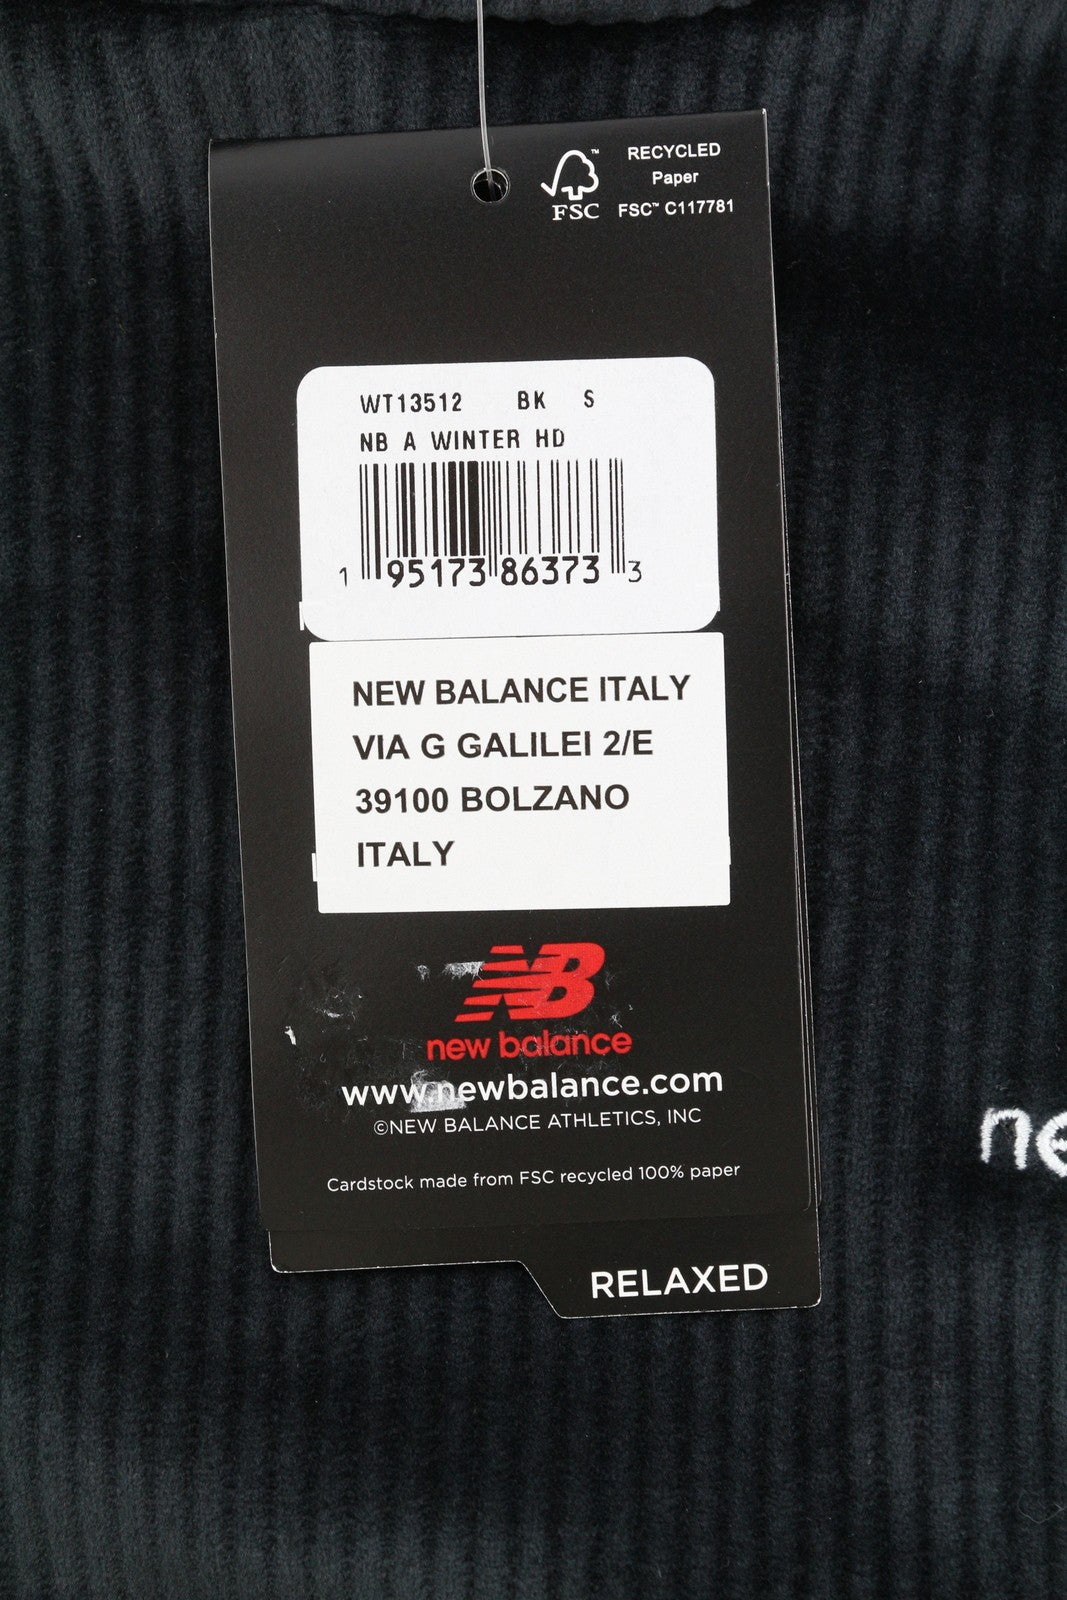 RECYCLED
Paper
FSC™ C117781
™
FSC
WT13512 BK S
NB A WINTER HD
1 95173 86373 3
NEW BALANCE ITALY
VIA G GALILEI 2/E
39100 BOLZANO
ITALY
NB
new balance
www.newbalance.com
©NEW BALANCE ATHLETICS, INC
Cardstock made from FSC recycled 100% paper
RELAXED
ne